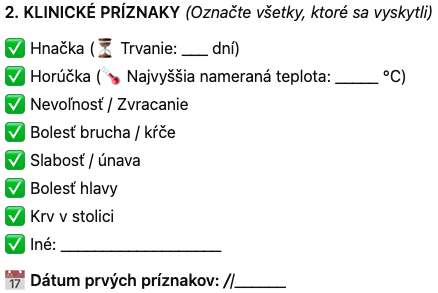 2. KLINICKÉ PRÍZNAKY (Označte všetky, ktoré sa vyskytli)
✅ Hnačka (⏳ Trvanie: ___ dní)
✅ Horúčka (🌡️ Najvyššia nameraná teplota: _____ °C)
✅ Nevoľnosť / Zvracanie
✅ Bolesť brucha / kŕče
✅ Slabosť / únava
✅ Bolesť hlavy
✅ Krv v stolici
✅ Iné: ___________________
📅 Dátum prvých príznakov: //______